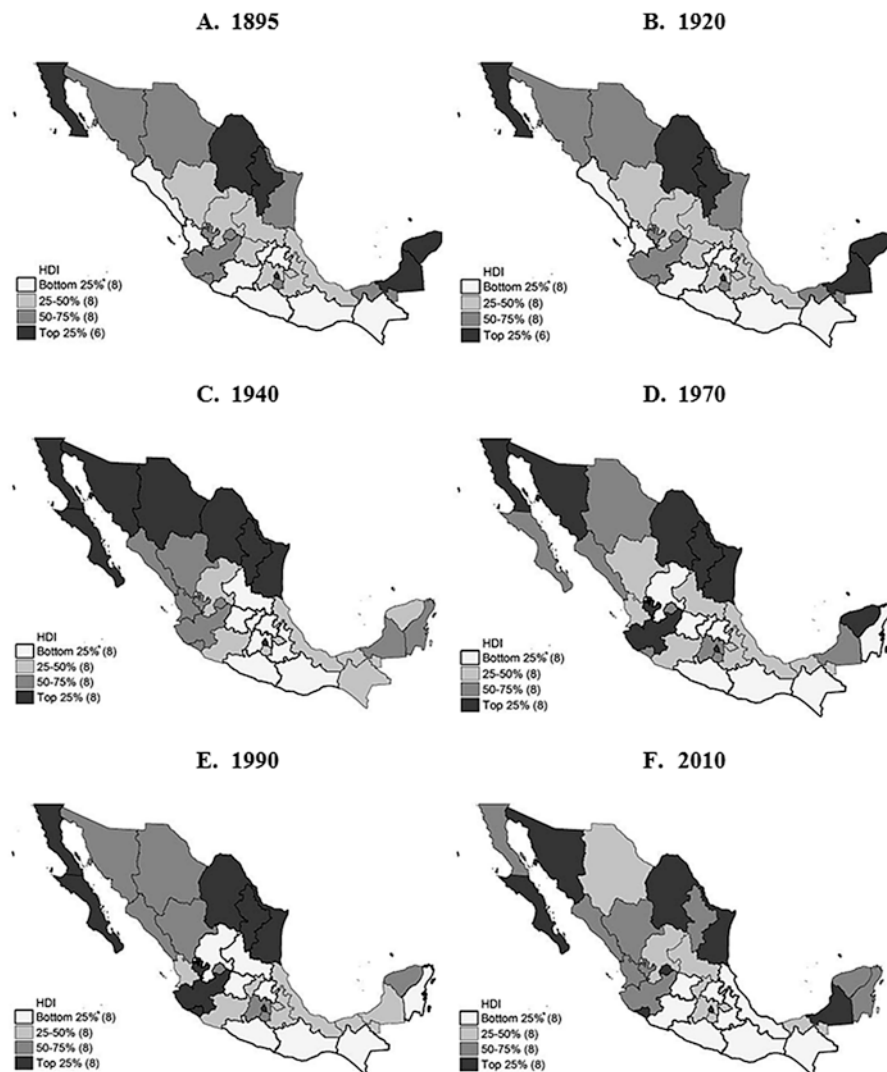 A. 1895
B. 1920
HDI
Bottom 25%* (8)
25-50% (8)
50-75% (8)
Top 25% (6)
HDI
Bottom 25%* (8)
25-50% (8)
50-75% (8)
Top 25% (6)
C. 1940
D. 1970
HDI
Bottom 25%* (8)
25-50% (8)
50-75% (8)
Top 25% (8)
HDI
Bottom 25%* (8)
25-50% (8)
50-75% (8)
Top 25% (8)
E. 1990
F. 2010
HDI
Bottom 25%* (8)
25-50% (8)
50-75% (8)
Top 25% (8)
HDI
Bottom 25%* (8)
25-50% (8)
50-75% (8)
Top 25% (8)